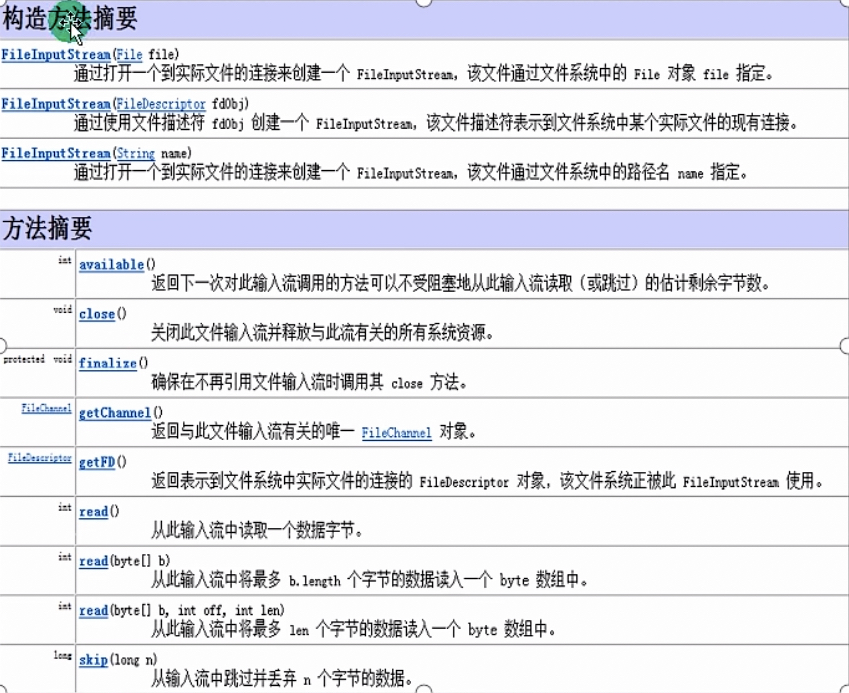 构造方法摘要
FileInputStream(File file)
通过打开一个到实际文件的连接来创建一个 FileInputStream，该文件通过文件系统中的 File 对象 file 指定。
FileInputStream(FileDescriptor fdObj)
通过使用文件描述符 fdObj 创建一个 FileInputStream，该文件描述符表示到文件系统中某个实际文件的现有连接。
FileInputStream(String name)
通过打开一个到实际文件的连接来创建一个 FileInputStream，该文件通过文件系统中的路径名 name 指定。
方法摘要
int available()
返回下一次对此输入流调用的方法可以不受阻塞地从此输入流读取（或跳过）的估计剩余字节数。
void close()
关闭此文件输入流并释放与此流有关的所有系统资源。
protected void finalize()
确保在不再引用文件输入流时调用其 close 方法。
FileChannel getChannel()
返回与此文件输入流有关的唯一 FileChannel 对象。
FileDescriptor getFD()
返回表示到文件系统中实际文件的连接的 FileDescriptor 对象，该文件系统正被此 FileInputStream 使用。
int read()
从此输入流中读取一个数据字节。
int read(byte[] b)
从此输入流中将最多 b.length 个字节的数据读入一个 byte 数组中。
int read(byte[] b, int off, int len)
从此输入流中将最多 len 个字节的数据读入一个 byte 数组中。
long skip(long n)
从输入流中跳过并丢弃 n 个字节的数据。